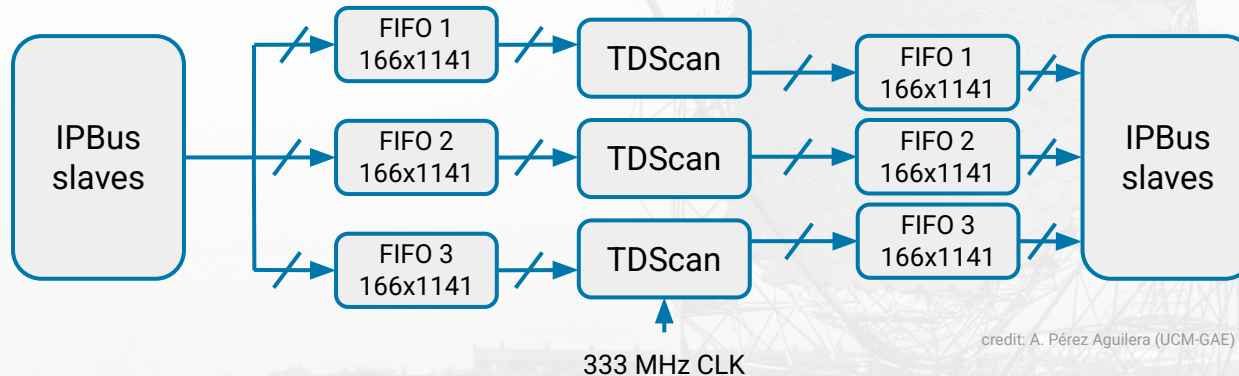 IPBus
slaves
FIFO 1
166x1141
FIFO 2
166x1141
FIFO 3
166x1141
TDScan
TDScan
TDScan
FIFO 1
166x1141
FIFO 2
166x1141
FIFO 3
166x1141
IPBus
slaves
333 MHz CLK
credit: A. Pérez Aguilera (UCM-GAE)